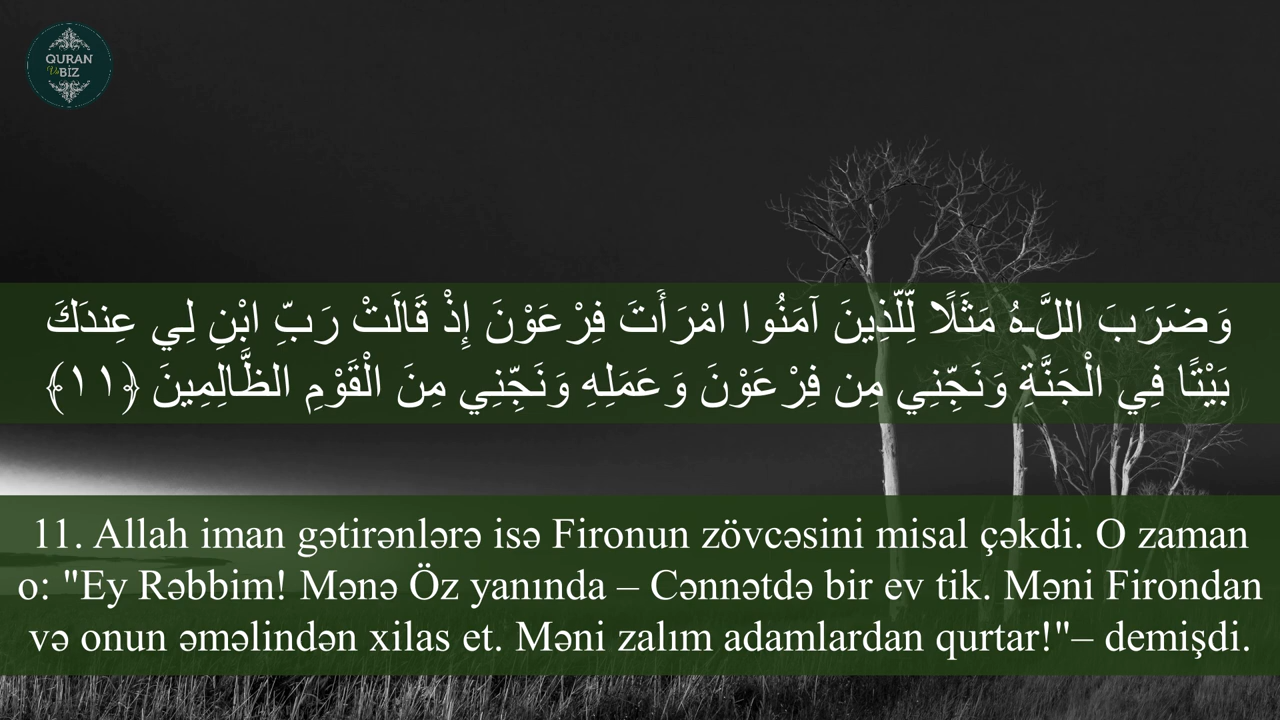 QURAN
Və BİZ
وَضَرَبَ اللَّـهُ مَثَلًا لِّلَّذِينَ آمَنُوا امْرَأَتَ فِرْعَوْنَ إِذْ قَالَتْ رَبِّ ابْنِ لِي عِندَكَ
بَيْتًا فِي الْجَنَّةِ وَنَجِّنِي مِن فِرْعَوْنَ وَعَمَلِهِ وَنَجِّنِي مِنَ الْقَوْمِ الظَّالِمِينَ ﴿١١﴾
11. Allah iman gətirənlərə isə Fironun zövcəsini misal çəkdi. O zaman
o: "Ey Rəbbim! Mənə Öz yanında – Cənnətdə bir ev tik. Məni Firondan
və onun əməlindən xilas et. Məni zalım adamlardan qurtar!"– demişdi.